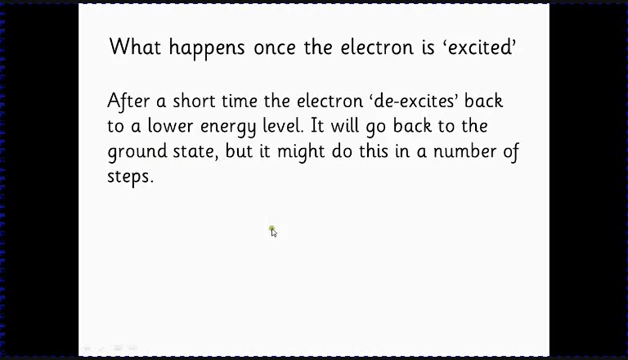 What happens once the electron is ‘excited’
After a short time the electron ‘de-excites’ back
to a lower energy level. It will go back to the
ground state, but it might do this in a number of
steps.